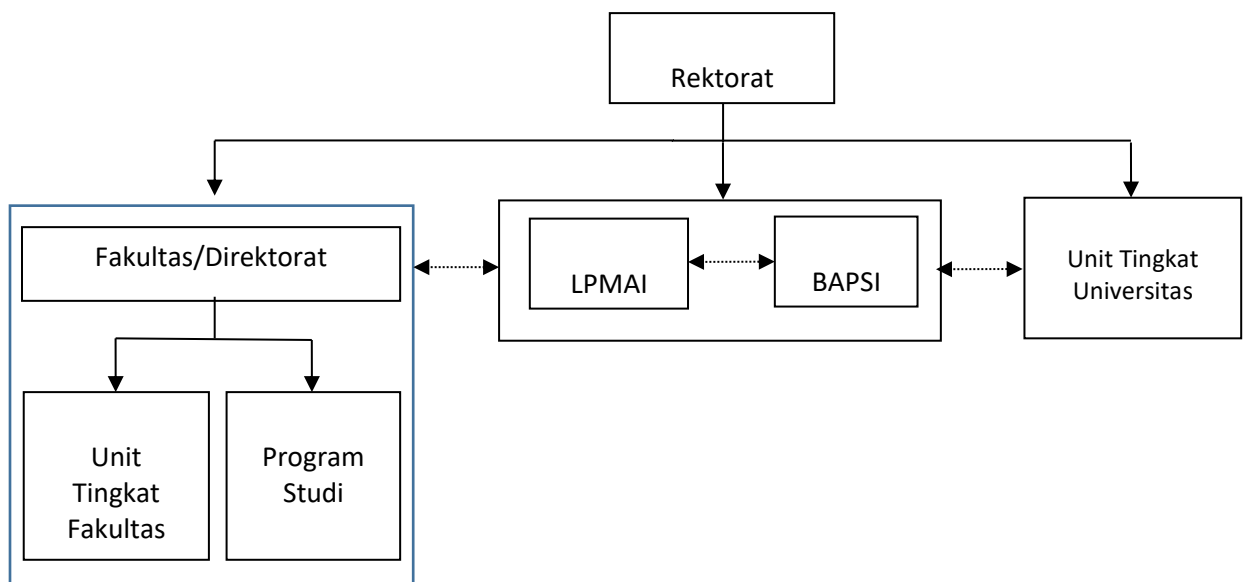 Rektorat
Fakultas/Direktorat
LPMAI
BAPSI
Unit Tingkat
Universitas
Unit
Tingkat
Fakultas
Program
Studi